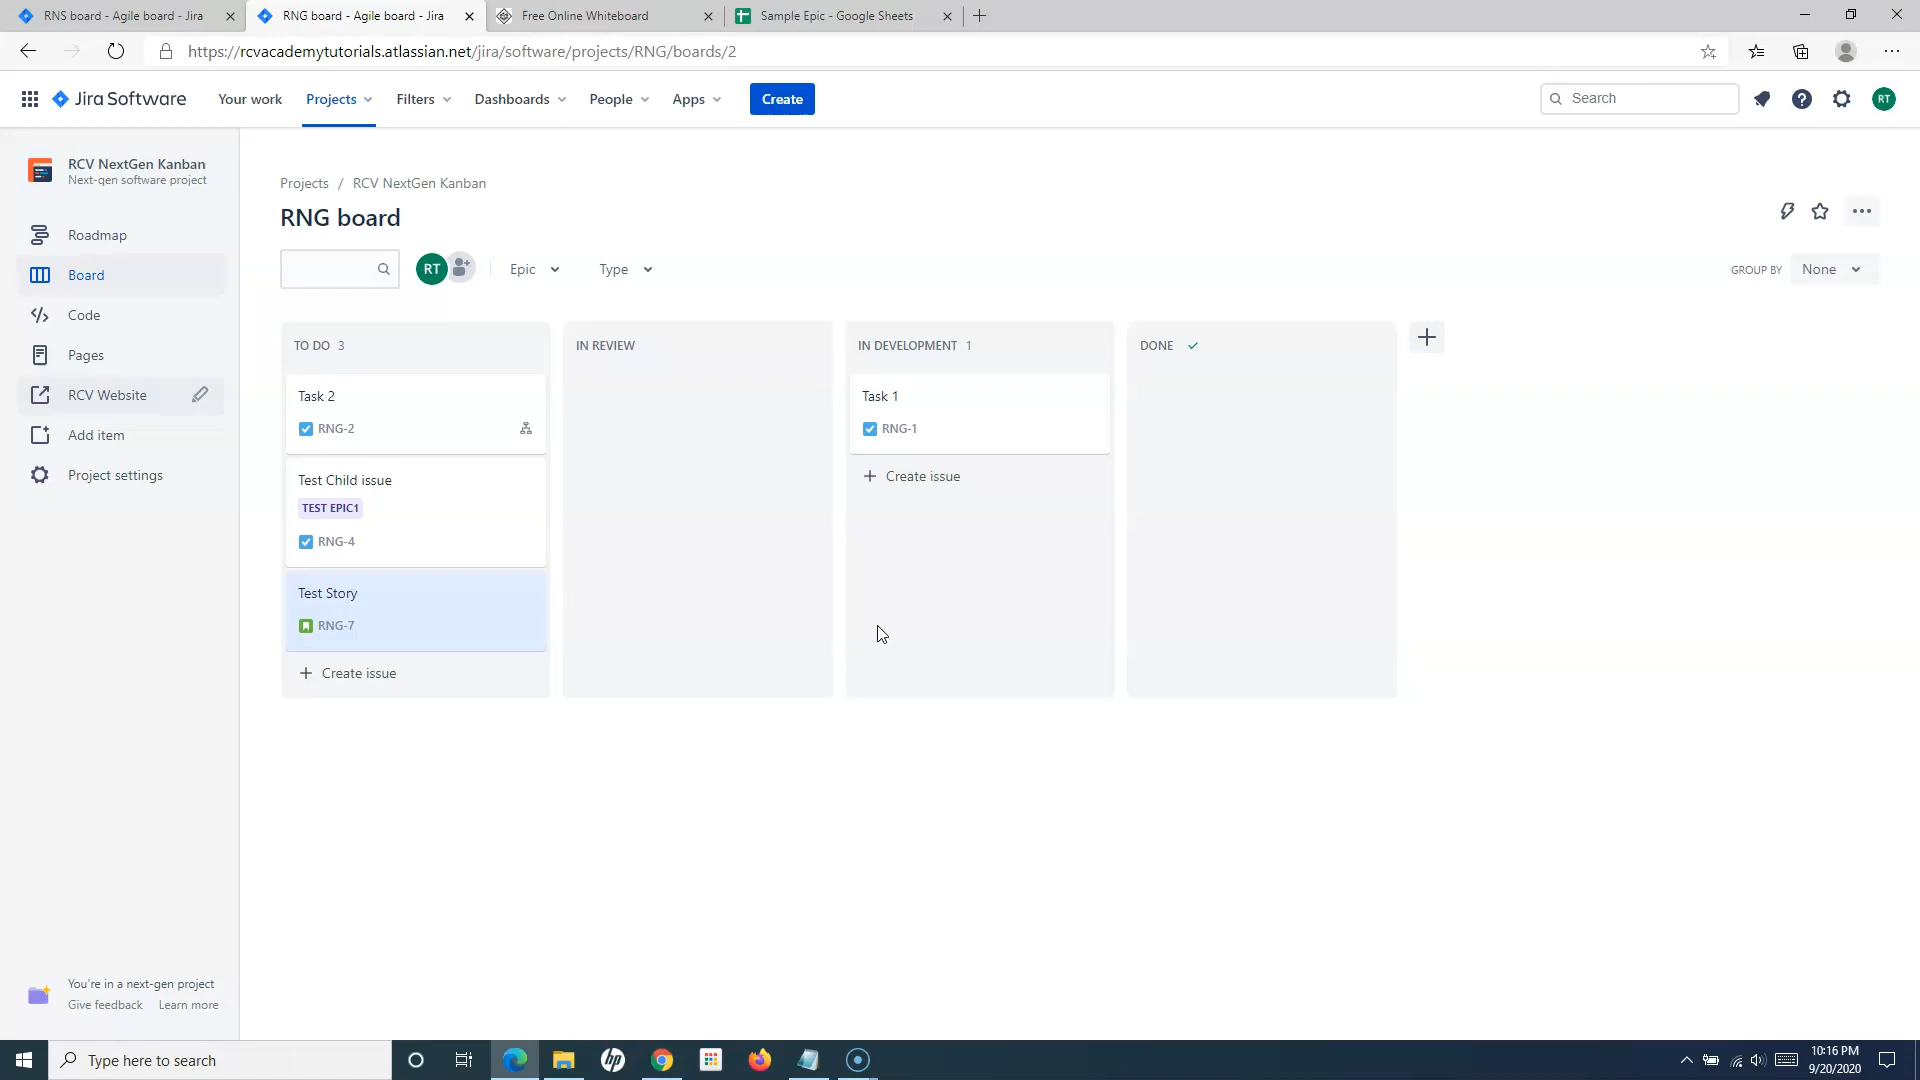 RNS board - Agile board - Jira
RNG board - Agile board - Jira
Free Online Whiteboard
Sample Epic - Google Sheets
https://rcvacademytutorials.atlassian.net/jira/software/projects/RNG/boards/2
Jira Software
Your work
Projects
Filters
Dashboards
People
Apps
Create
Search
RT
RCV NextGen Kanban
Next-gen software project
Roadmap
Board
Code
Pages
RCV Website
Add item
Project settings
You're in a next-gen project
Give feedback
Learn more
Projects / RCV NextGen Kanban
RNG board
RT
Epic
Type
GROUP BY
None
TO DO 3
Task 2
RNG-2
Test Child issue
TEST EPIC1
RNG-4
Test Story
RNG-7
+ Create issue
IN REVIEW
IN DEVELOPMENT 1
Task 1
RNG-1
+ Create issue
DONE
Type here to search
hp
10:16 PM
9/20/2020